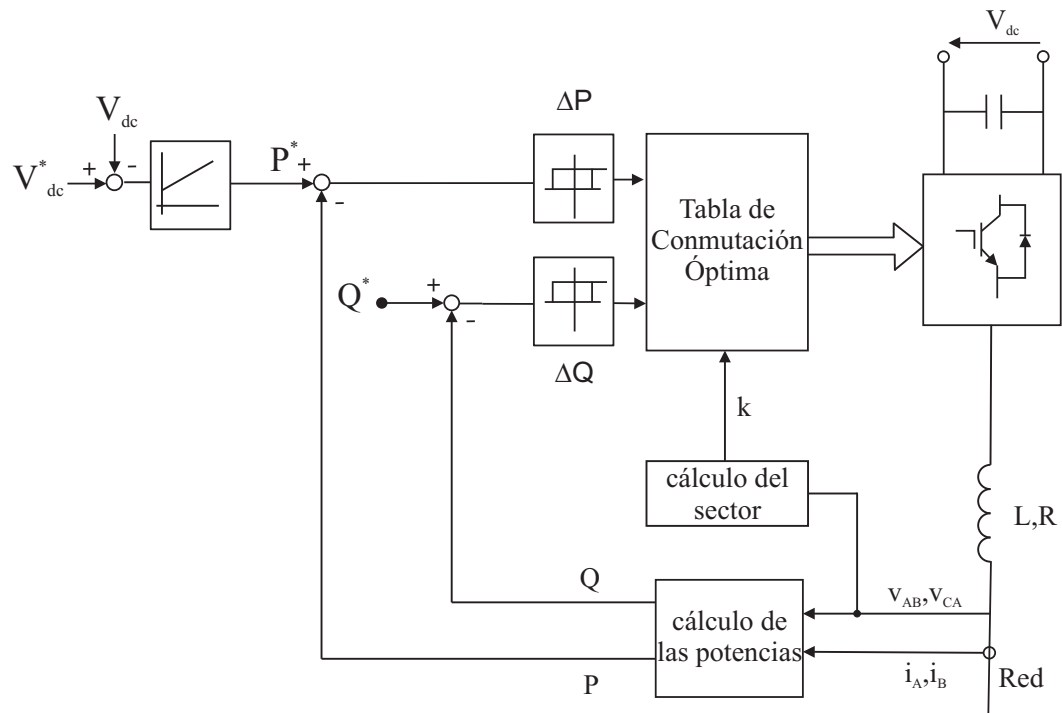 V_dc
V_dc
ΔP
V*_dc
+
-
P*
+
-
Tabla de
Conmutación
Óptima
Q*
+
-
ΔQ
k
cálculo del
sector
L,R
Q
v_AB,v_CA
cálculo de
las potencias
P
i_A,i_B
Red